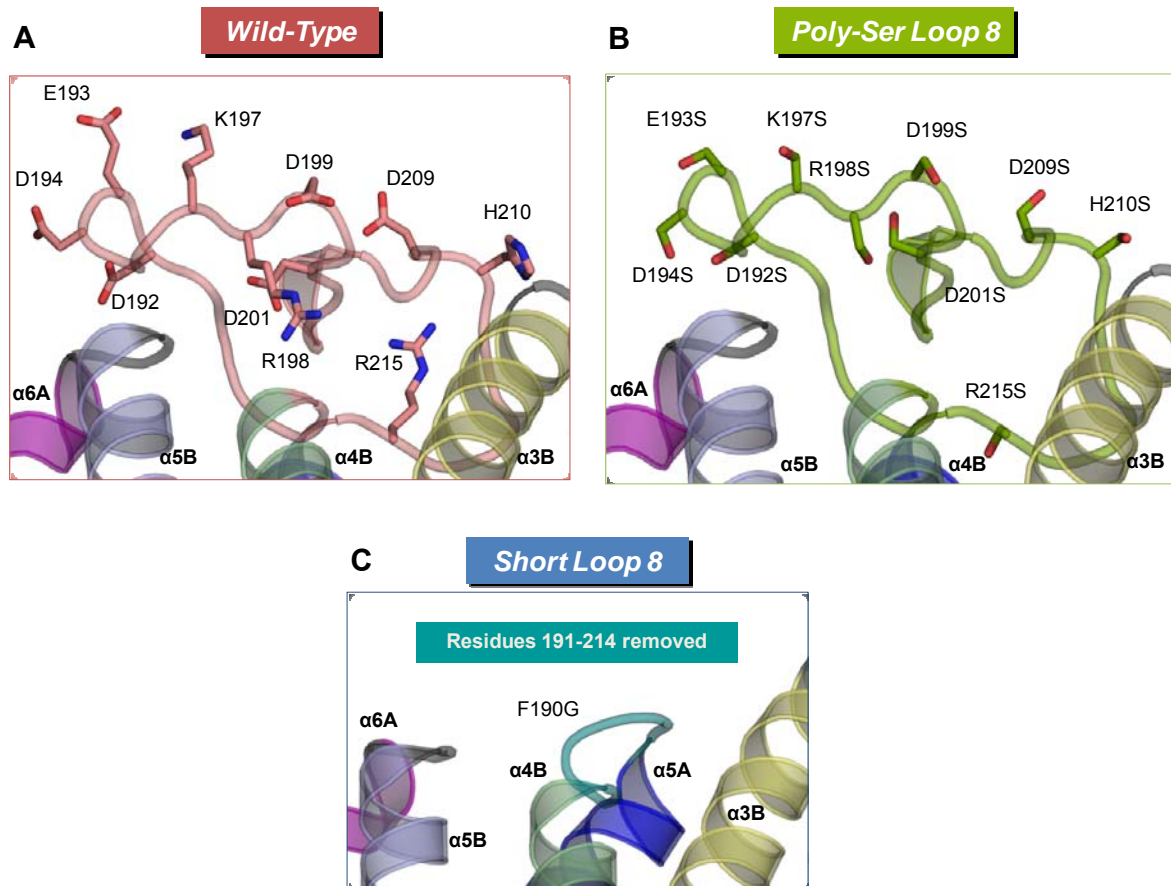 A
Wild-Type
E193
K197
D194
D199
D209
H210
D192
D201
R198
R215
α6A
α5B
α4B
α3B
B
Poly-Ser Loop 8
E193S
K197S
D199S
R198S
D209S
H210S
D194S
D192S
D201S
R215S
α6A
α5B
α4B
α3B
C
Short Loop 8
Residues 191-214 removed
F190G
α6A
α4B
α5A
α3B
α5B